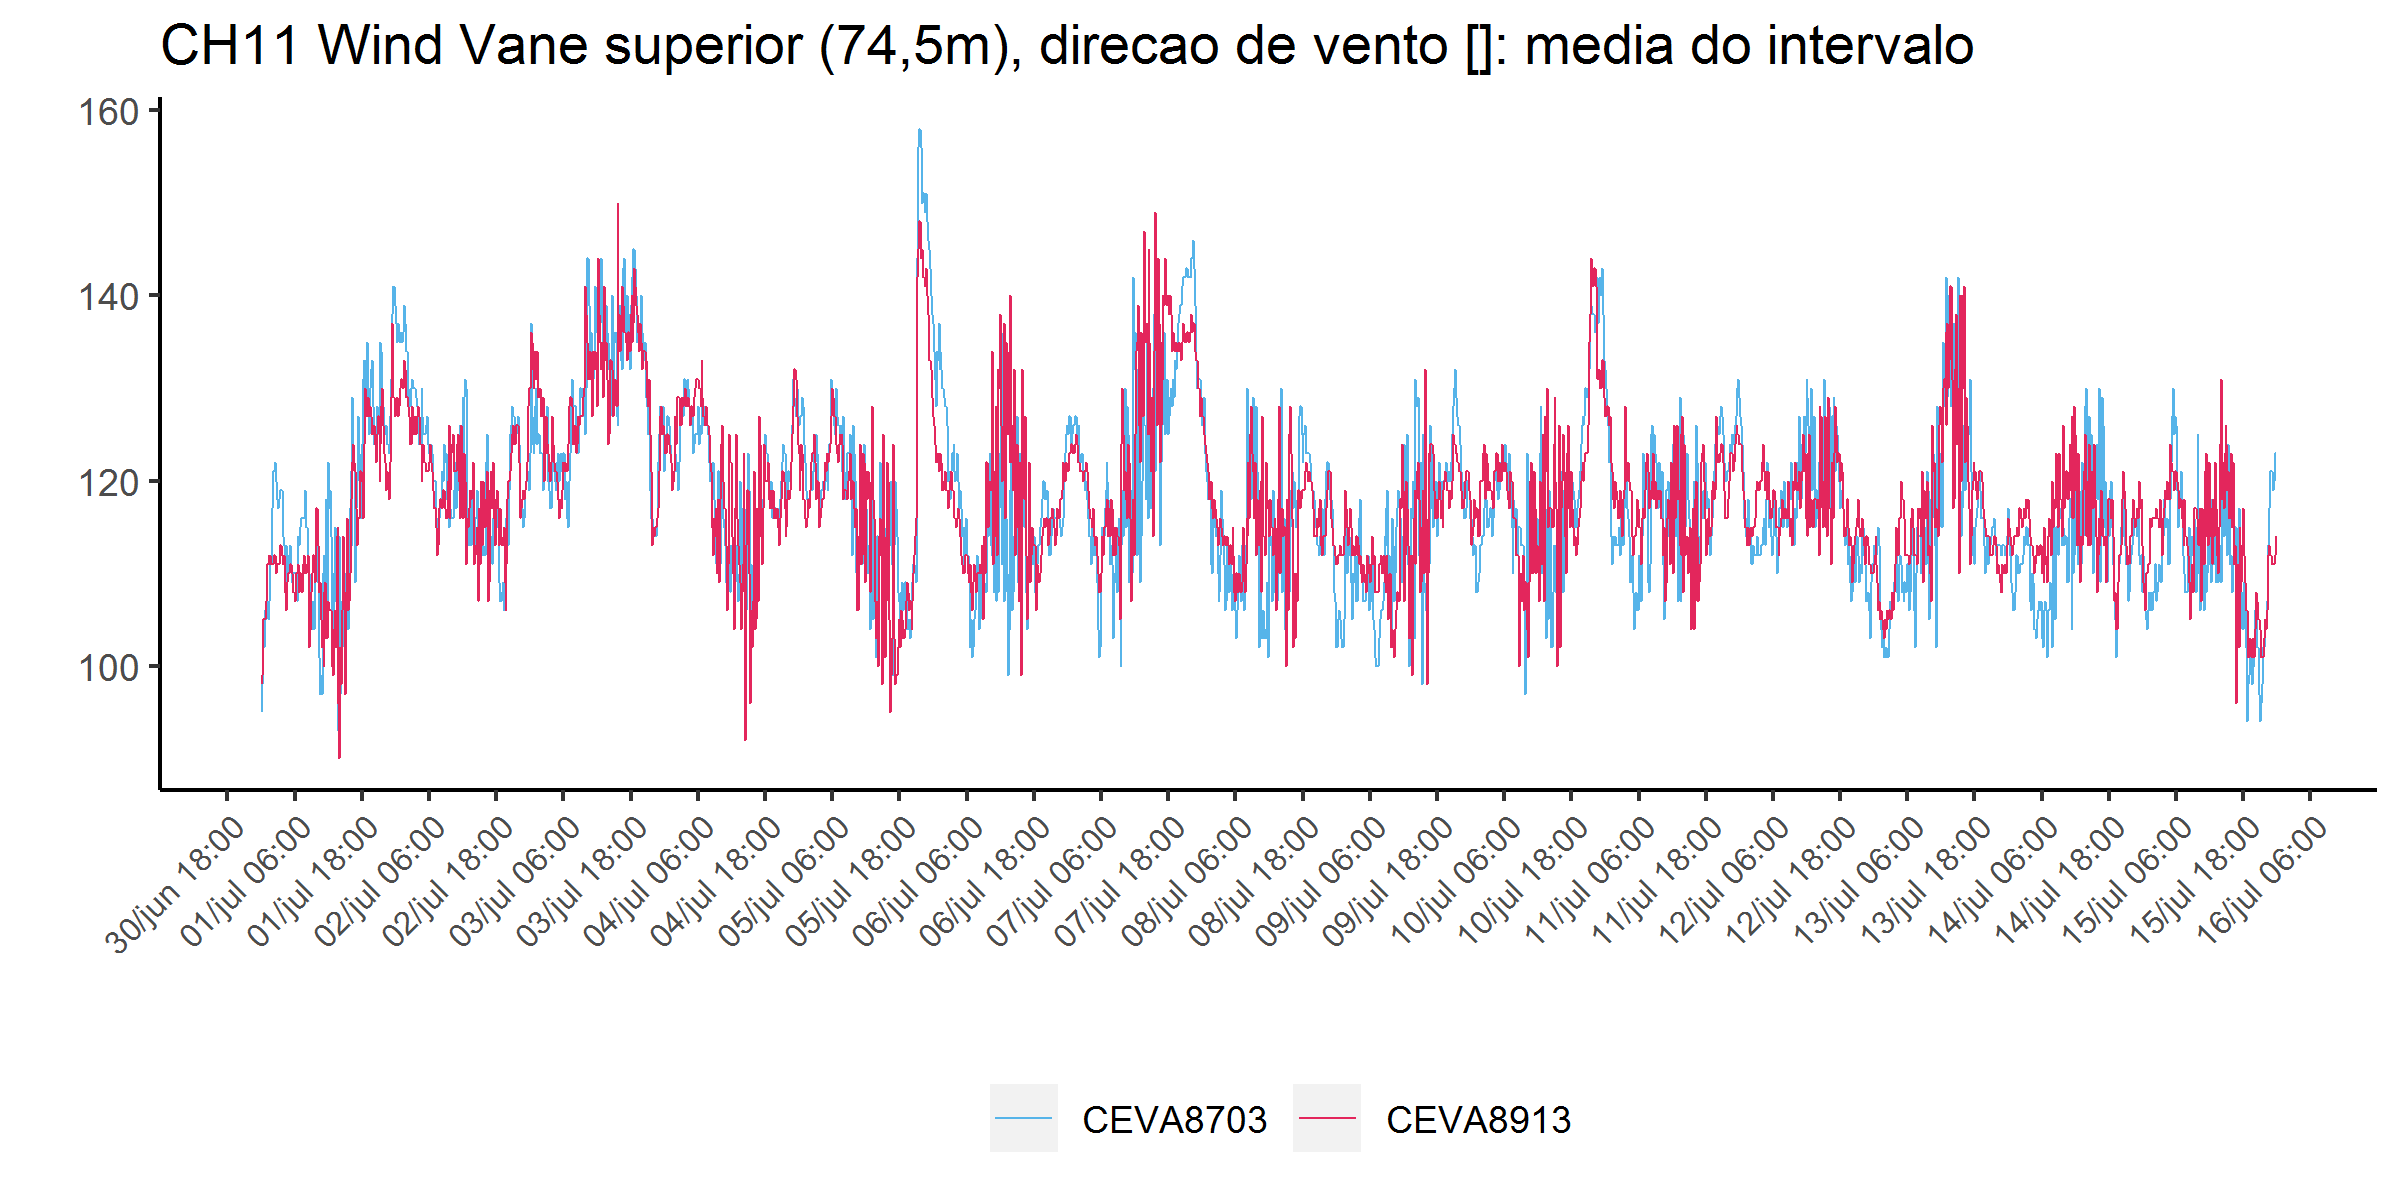 CH11 Wind Vane superior (74,5m), direcao de vento []: media do intervalo
160
140
120
100
30/jun 18:00
01/jul 06:00
01/jul 18:00
02/jul 06:00
02/jul 18:00
03/jul 06:00
03/jul 18:00
04/jul 06:00
04/jul 18:00
05/jul 06:00
05/jul 18:00
06/jul 06:00
06/jul 18:00
07/jul 06:00
07/jul 18:00
08/jul 06:00
08/jul 18:00
09/jul 06:00
09/jul 18:00
10/jul 06:00
10/jul 18:00
11/jul 06:00
11/jul 18:00
12/jul 06:00
12/jul 18:00
13/jul 06:00
13/jul 18:00
14/jul 06:00
14/jul 18:00
15/jul 06:00
15/jul 18:00
16/jul 06:00
CEVA8703
CEVA8913